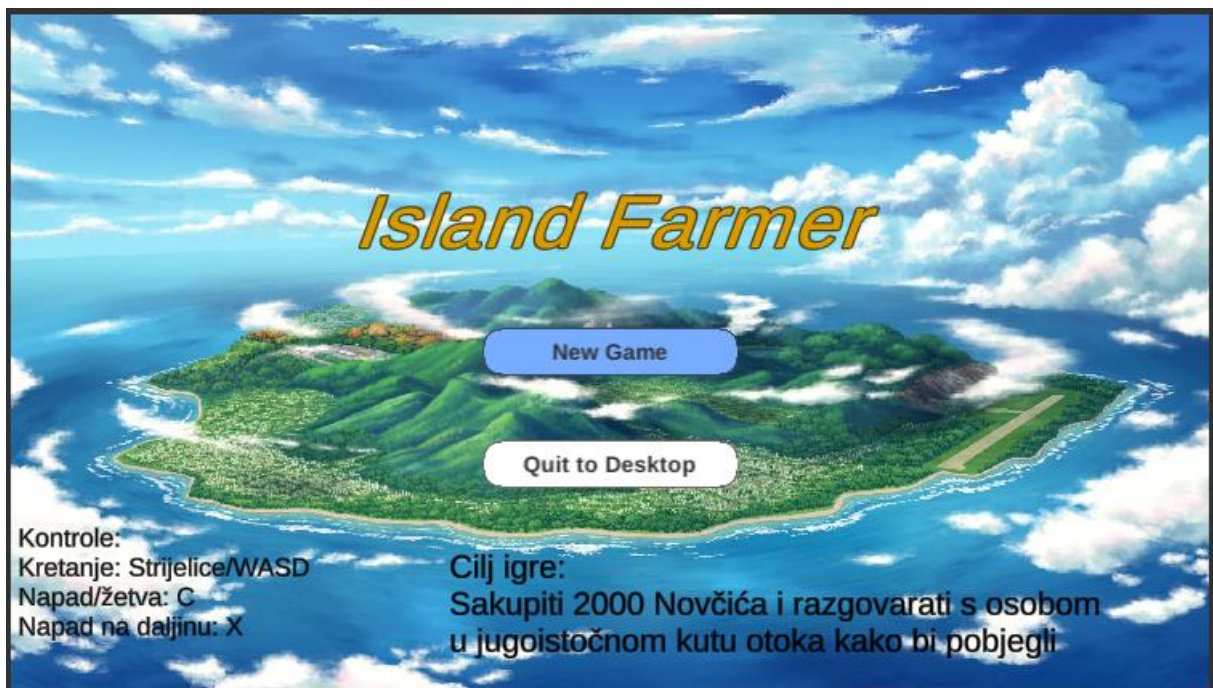 Island Farmer
New Game
Quit to Desktop
Kontrole:
Kretanje: Strijelice/WASD
Napad/žetva: C
Napad na daljinu: X
Cilj igre:
Sakupiti 2000 Novčića i razgovarati s osobom
u jugoistočnom kutu otoka kako bi pobjegli